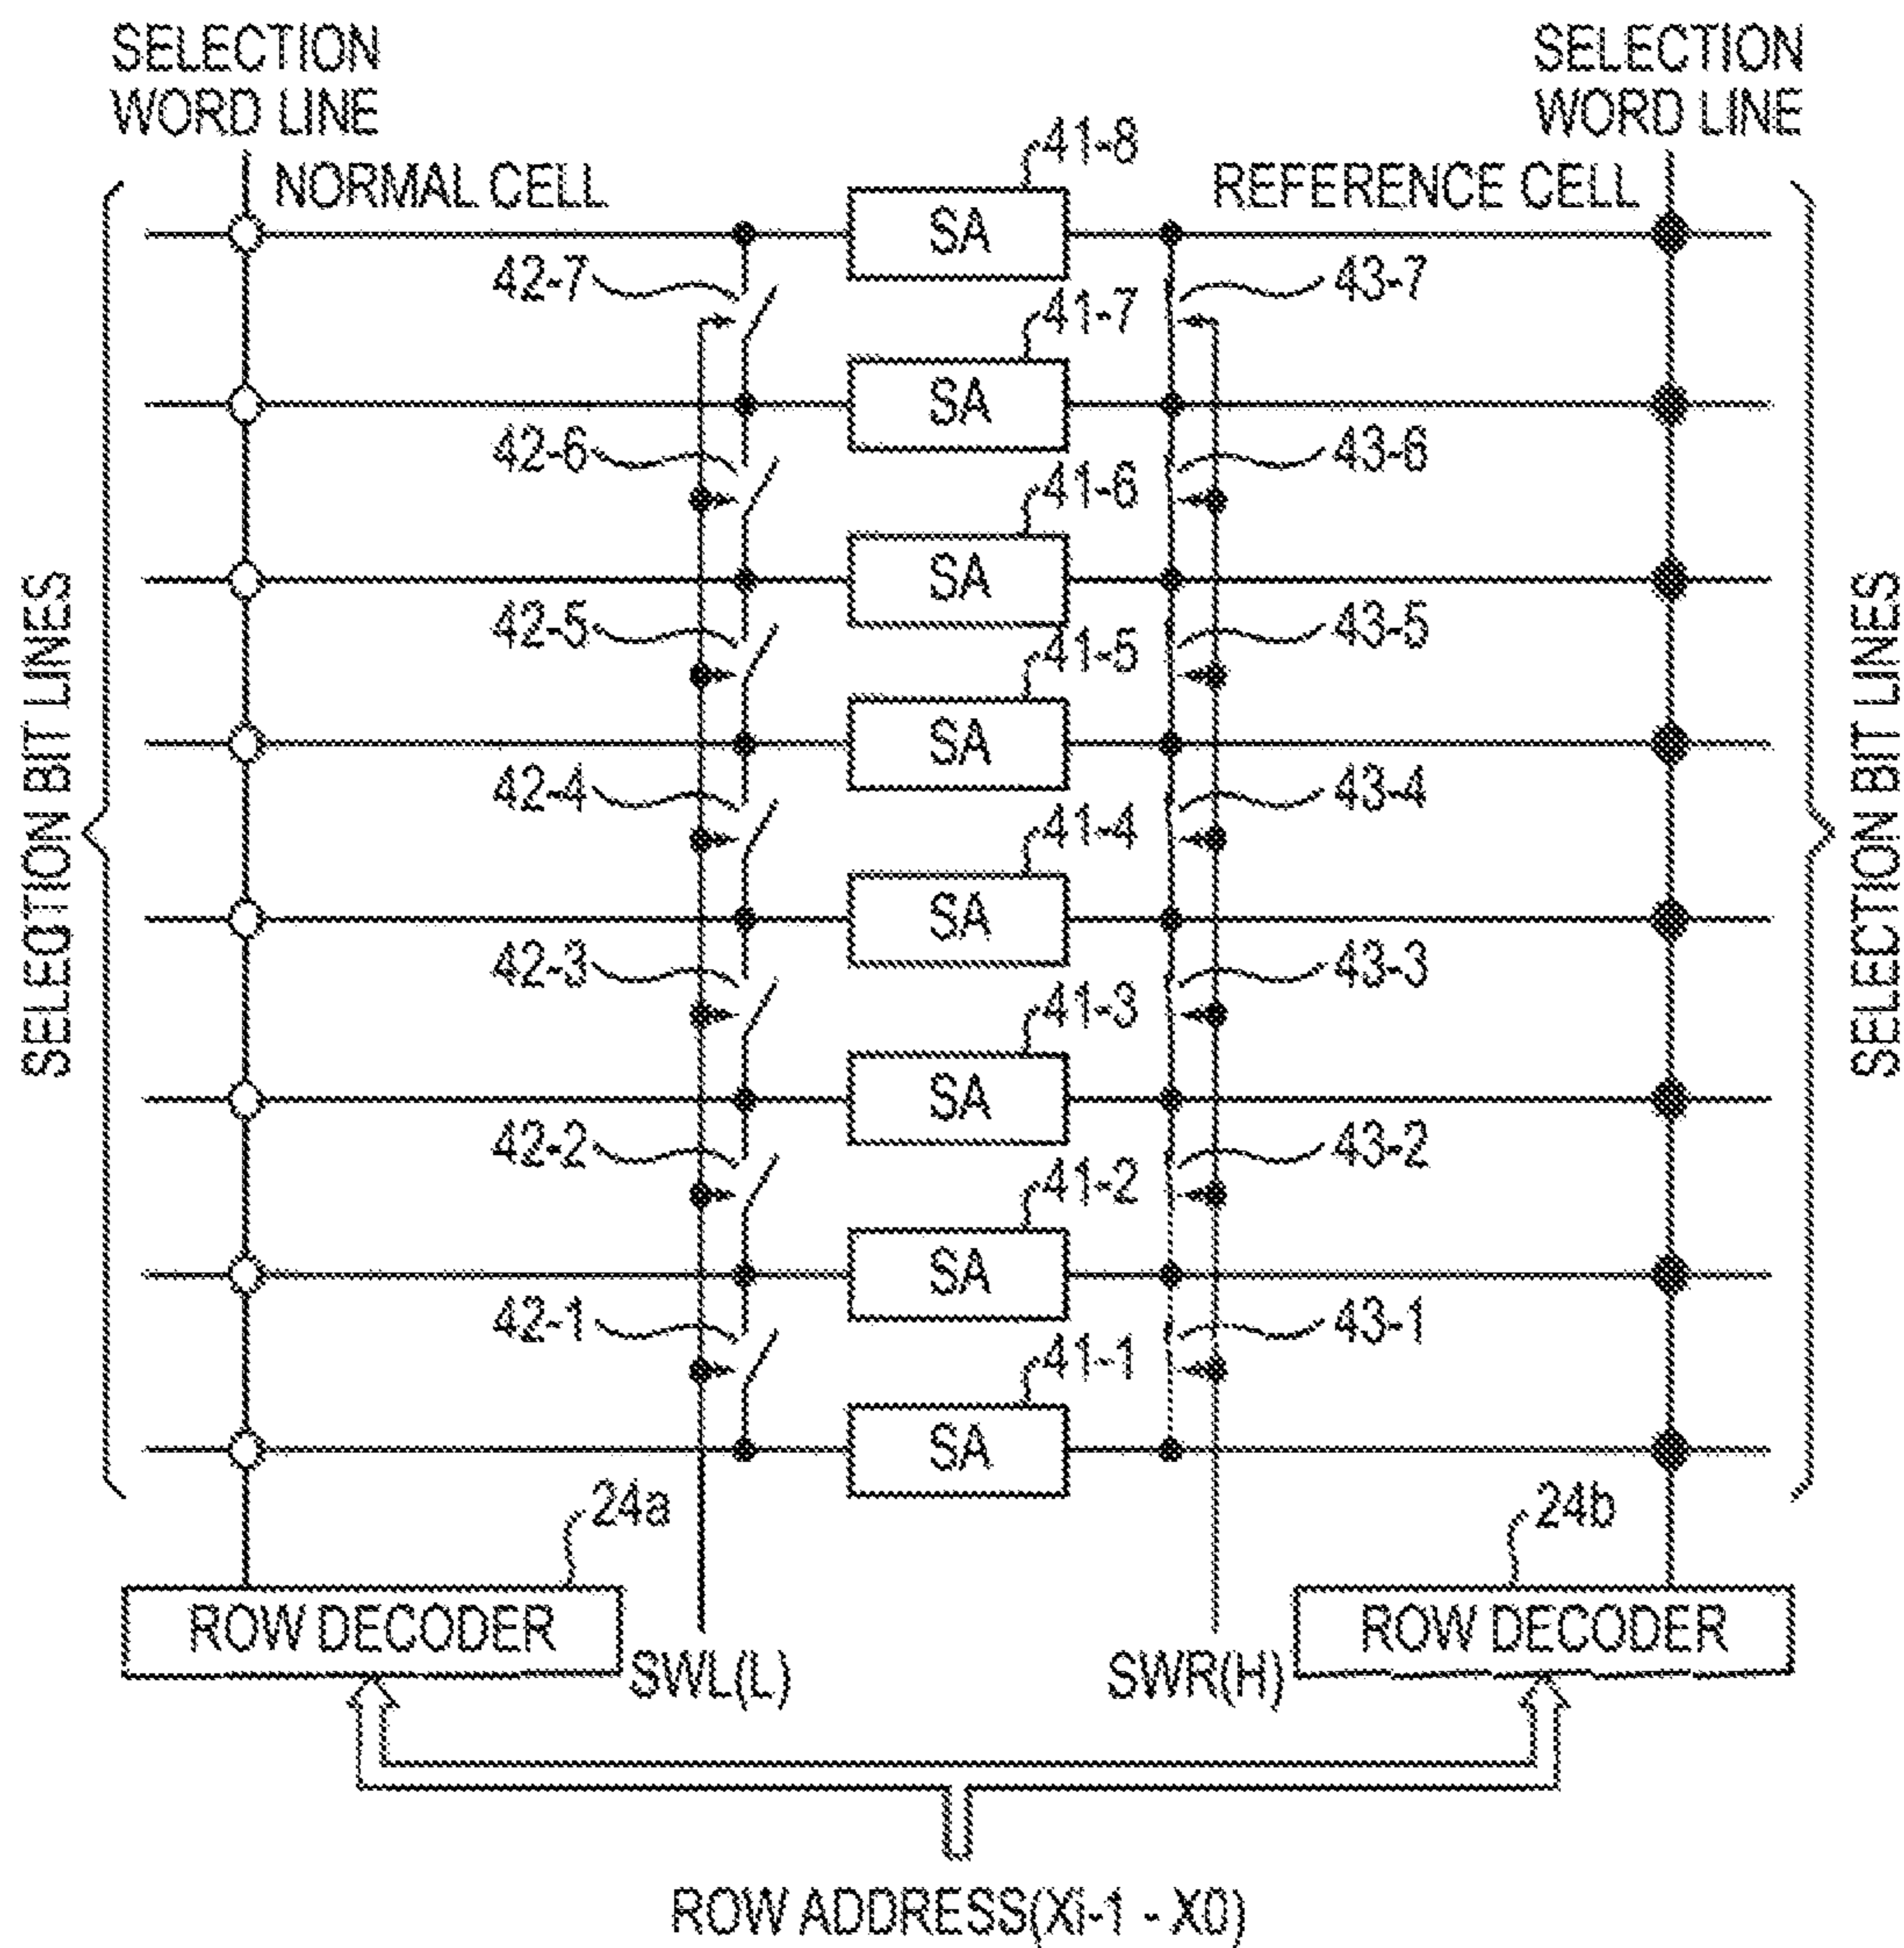 SELECTION
WORD LINE
SELECTION
WORD LINE
NORMAL CELL
41-8
REFERENCE CELL
SA
42-7
43-7
41-7
SA
42-6
43-6
41-6
SA
42-5
43-5
41-5
SA
42-4
43-4
41-4
SA
42-3
43-3
41-3
SA
42-2
43-2
41-2
SA
42-1
43-1
41-1
SA
SELECTION BIT LINES
SELECTION BIT LINES
24a
24b
ROW DECODER
ROW DECODER
SWL(L)
SWR(H)
ROW ADDRESS(Xi-1 - X0)